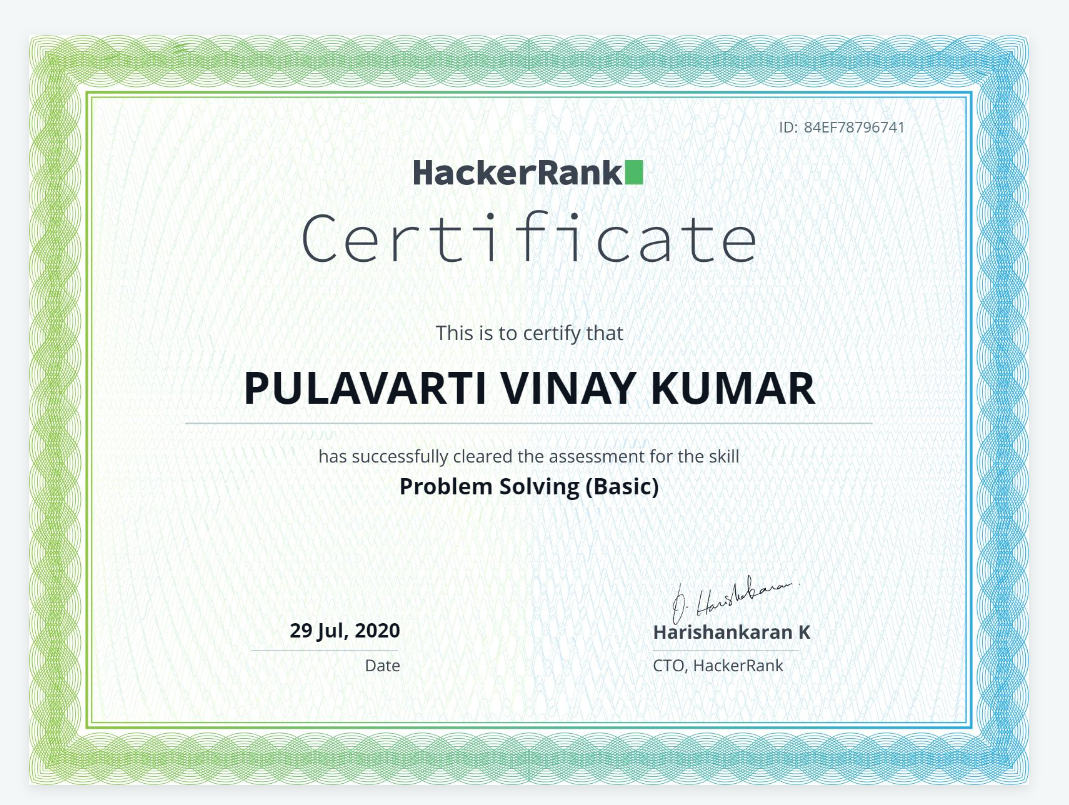 ID: 84EF78796741
HackerRank
Certificate
This is to certify that
PULAVARTI VINAY KUMAR
has successfully cleared the assessment for the skill
Problem Solving (Basic)
29 Jul, 2020
Date
Harishankaran K
CTO, HackerRank